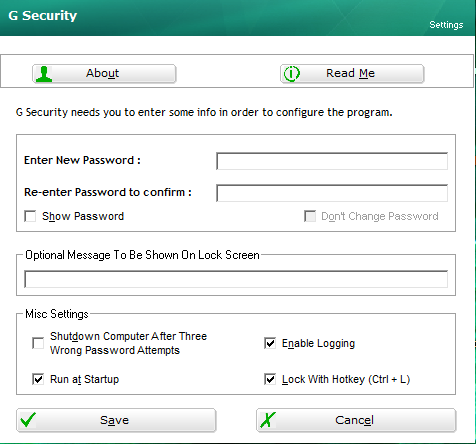 G Security
Settings
About
Read Me
G Security needs you to enter some info in order to configure the program.
Enter New Password :
Re-enter Password to confirm :
Show Password
Don't Change Password
Optional Message To Be Shown On Lock Screen
Misc Settings
Shutdown Computer After Three
Wrong Password Attempts
Enable Logging
Run at Startup
Lock With Hotkey (Ctrl + L)
Save
Cancel